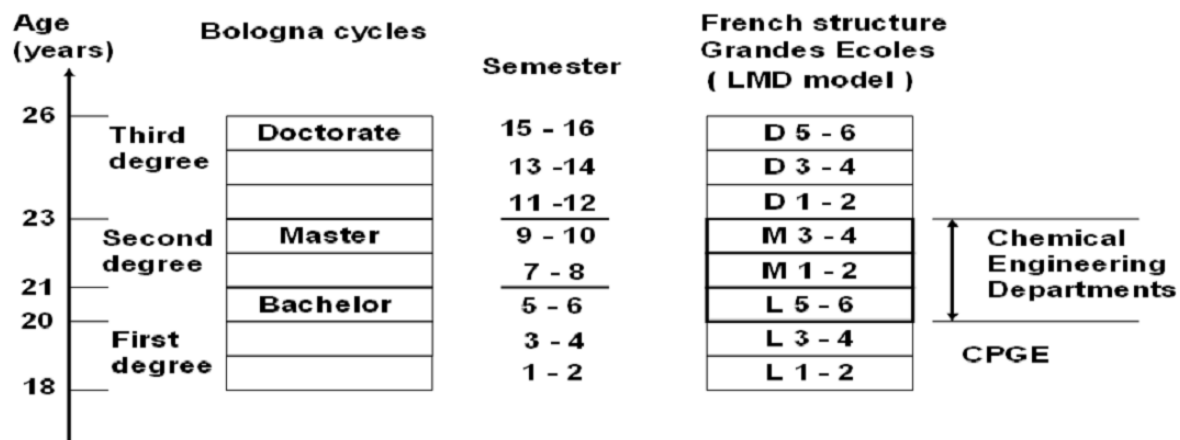 Age
(years)
Bologna cycles
Semester
French structure
Grandes Ecoles
( LMD model )
26
Third
degree
Doctorate
15 - 16
D 5 - 6
13 -14
D 3 - 4
11 -12
D 1 - 2
23
Second
degree
Master
9 - 10
M 3 - 4
Chemical
Engineering
Departments
7 - 8
M 1 - 2
21
Bachelor
5 - 6
L 5 - 6
20
First
degree
3 - 4
L 3 - 4
CPGE
1 - 2
L 1 - 2
18